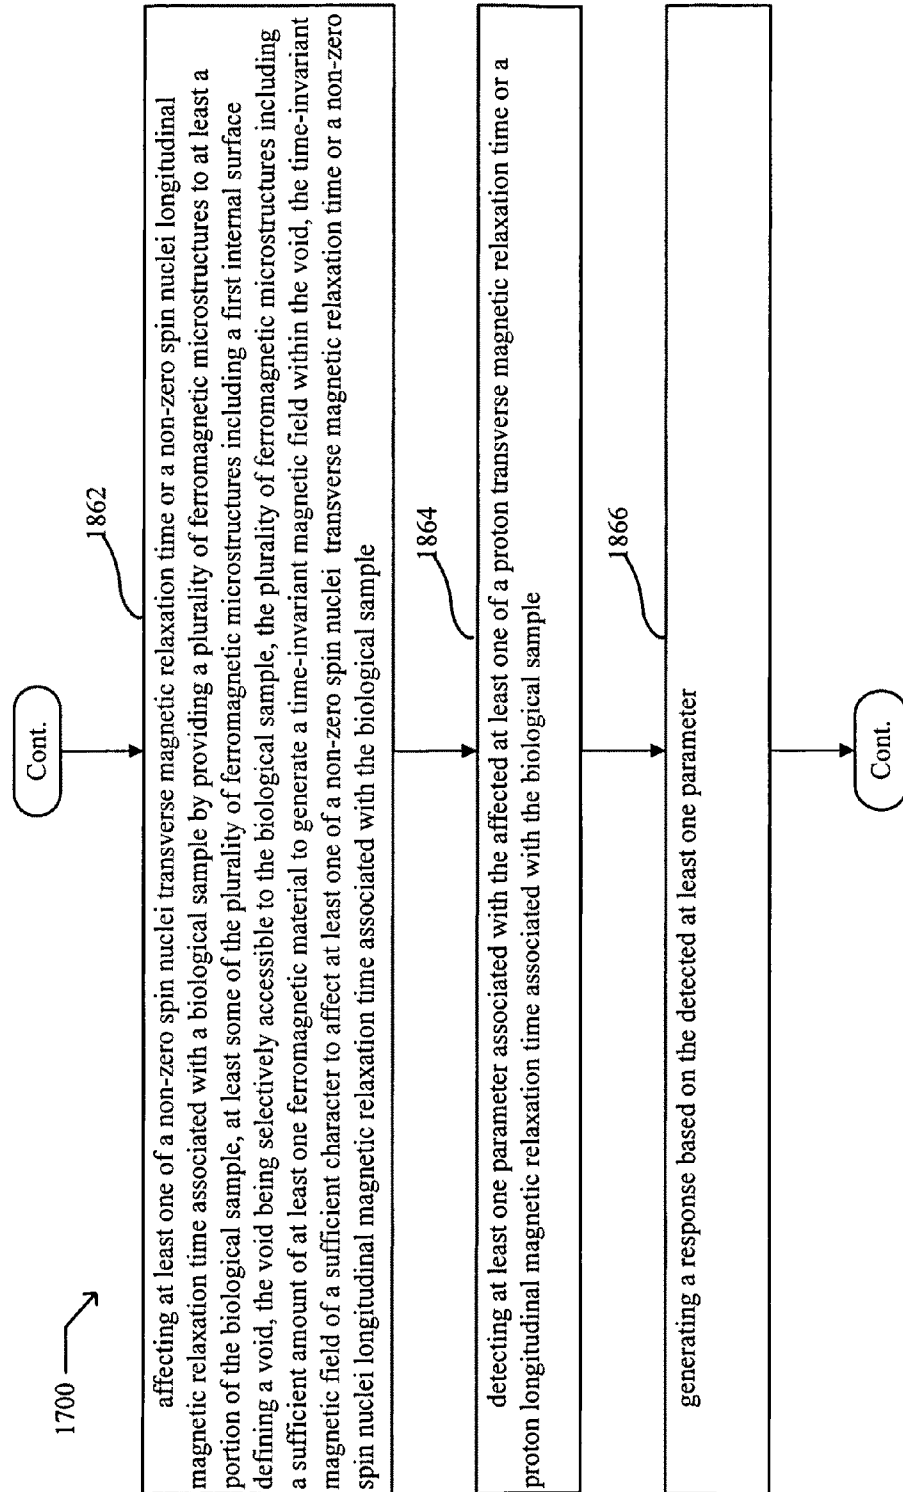 1700
Cont.
1862
affecting at least one of a non-zero spin nuclei transverse magnetic relaxation time or a non-zero spin nuclei longitudinal
magnetic relaxation time associated with a biological sample by providing a plurality of ferromagnetic microstructures to at least a
portion of the biological sample, at least some of the plurality of ferromagnetic microstructures including a first internal surface
defining a void, the void being selectively accessible to the biological sample, the plurality of ferromagnetic microstructures including
a sufficient amount of at least one ferromagnetic material to generate a time-invariant magnetic field within the void, the time-invariant
magnetic field of a sufficient character to affect at least one of a non-zero spin nuclei transverse magnetic relaxation time or a non-zero
spin nuclei longitudinal magnetic relaxation time associated with the biological sample
1864
detecting at least one parameter associated with the affected at least one of a proton transverse magnetic relaxation time or a
proton longitudinal magnetic relaxation time associated with the biological sample
1866
generating a response based on the detected at least one parameter
Cont.